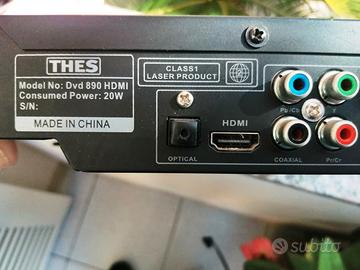 THES
Model No: Dvd 890 HDMI
Consumed Power: 20W
S/N:
MADE IN CHINA
CLASS1
LASER PRODUCT
OPTICAL
HDMI
Pb/Cb
Y
COAXIAL
Pr/Cr
subito